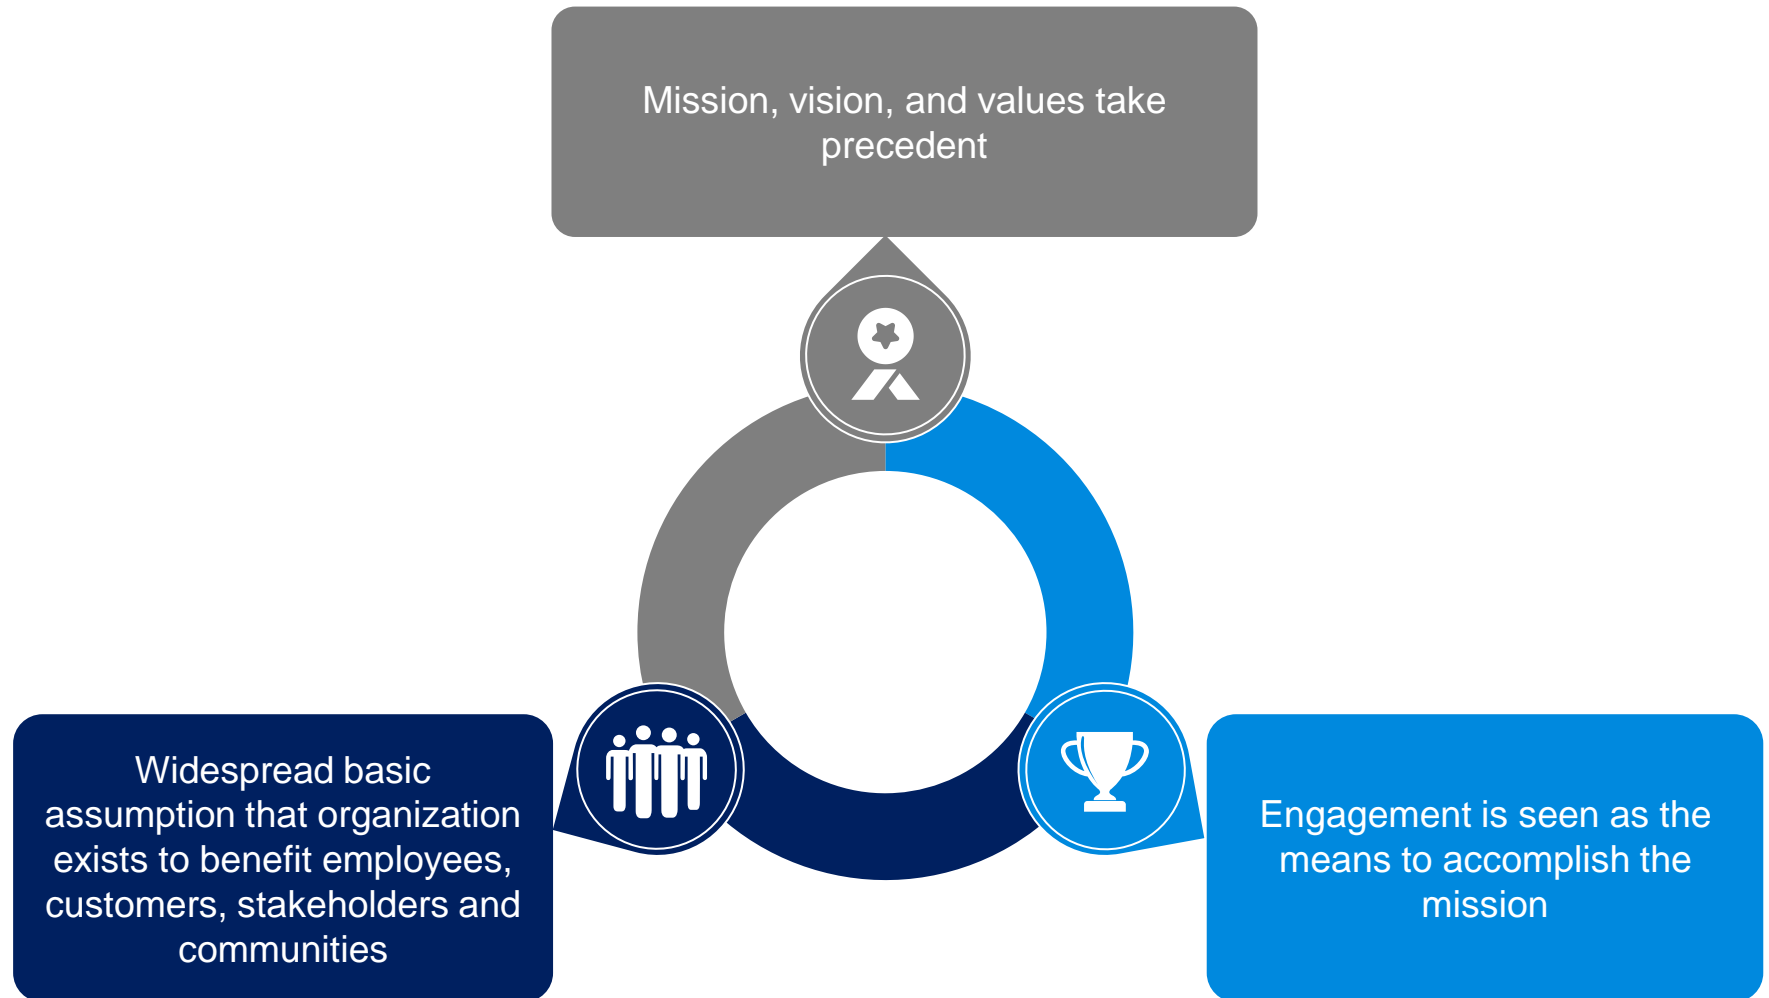 Mission, vision, and values take
precedent
Widespread basic
assumption that organization
exists to benefit employees,
customers, stakeholders and
communities
Engagement is seen as the
means to accomplish the
mission